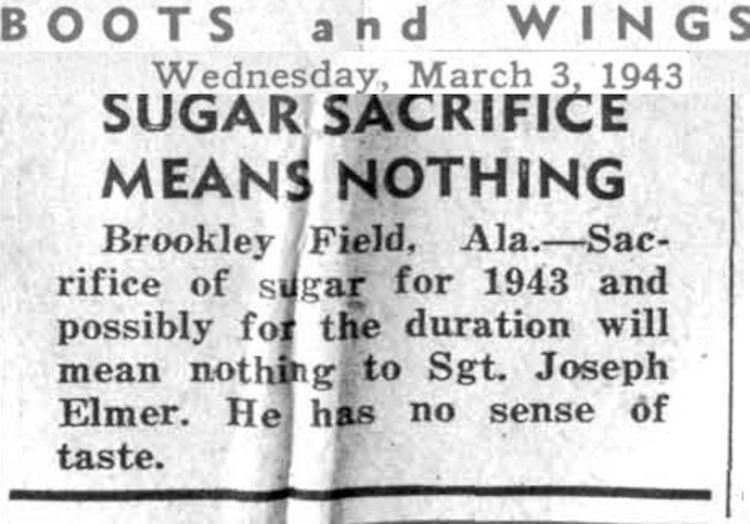 BOOTS and WINGS
Wednesday, March 3, 1943
SUGAR SACRIFICE
MEANS NOTHING
Brookley Field, Ala.—Sac-
rifice of sugar for 1943 and
possibly for the duration will
mean nothing to Sgt. Joseph
Elmer. He has no sense of
taste.